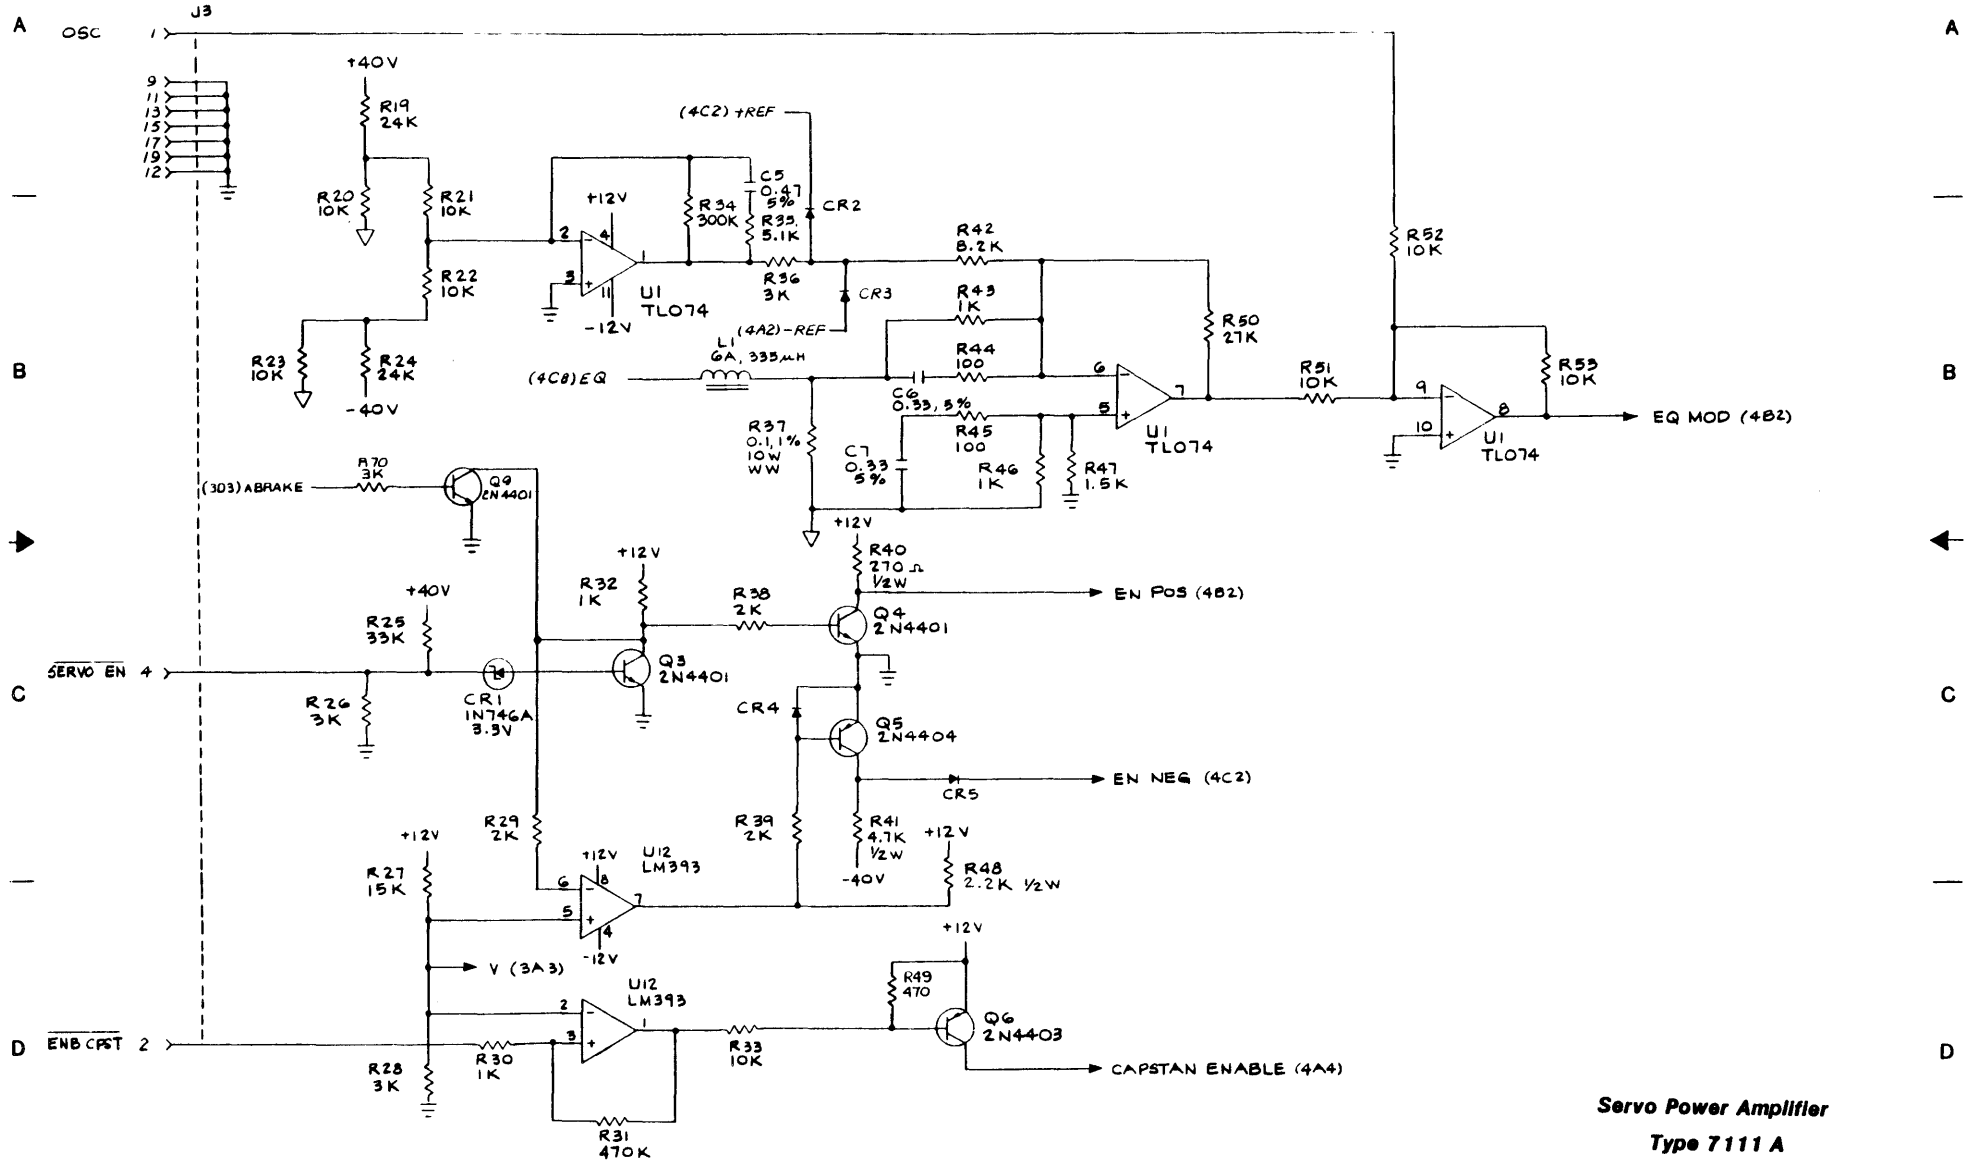 J3
A
OSC
1
A
+40V
9
11
13
15
17
19
12
R19
24K
(4C2) +REF
R20
10K
R21
10K
+12V
R34
300K
C5
0.47
5%
R35
5.1K
CR2
R42
8.2K
R52
10K
2
-
4
1
3
+
11
U1
TL074
-12V
R22
10K
R36
3K
CR3
R43
1K
(4A2)-REF
R50
27K
B
R23
10K
R24
24K
-40V
L1
6A, 335µH
(4C8)EQ
R44
100
C6
0.33, 5%
6
-
7
5
+
U1
TL074
R51
10K
9
-
8
10
+
U1
TL074
R53
10K
EQ MOD (4B2)
B
R37
0.1, 1%
10W
WW
R45
100
C7
0.33
5%
R46
1K
R47
1.5K
(3D3)ABRAKE
R70
3K
Q9
2N4401
+12V
R40
270 Ω
1/2W
EN POS (4B2)
+12V
R32
1K
R38
2K
Q4
2N4401
+40V
R25
33K
SERVO EN
4
C
R26
3K
CR1
1N746A
3.3V
Q3
2N4401
CR4
Q5
2N4404
EN NEG (4C2)
CR5
C
R29
2K
R39
2K
R41
4.7K
1/2W
-40V
+12V
R48
2.2K 1/2W
+12V
R27
15K
+12V
U12
LM393
6
-
8
7
5
+
4
-12V
V (3A3)
U12
LM393
2
-
1
3
+
+12V
R49
470
Q6
2N4403
D
ENB CPST
2
R28
3K
R30
1K
R33
10K
CAPSTAN ENABLE (4A4)
D
R31
470K
Servo Power Amplifier
Type 7111 A